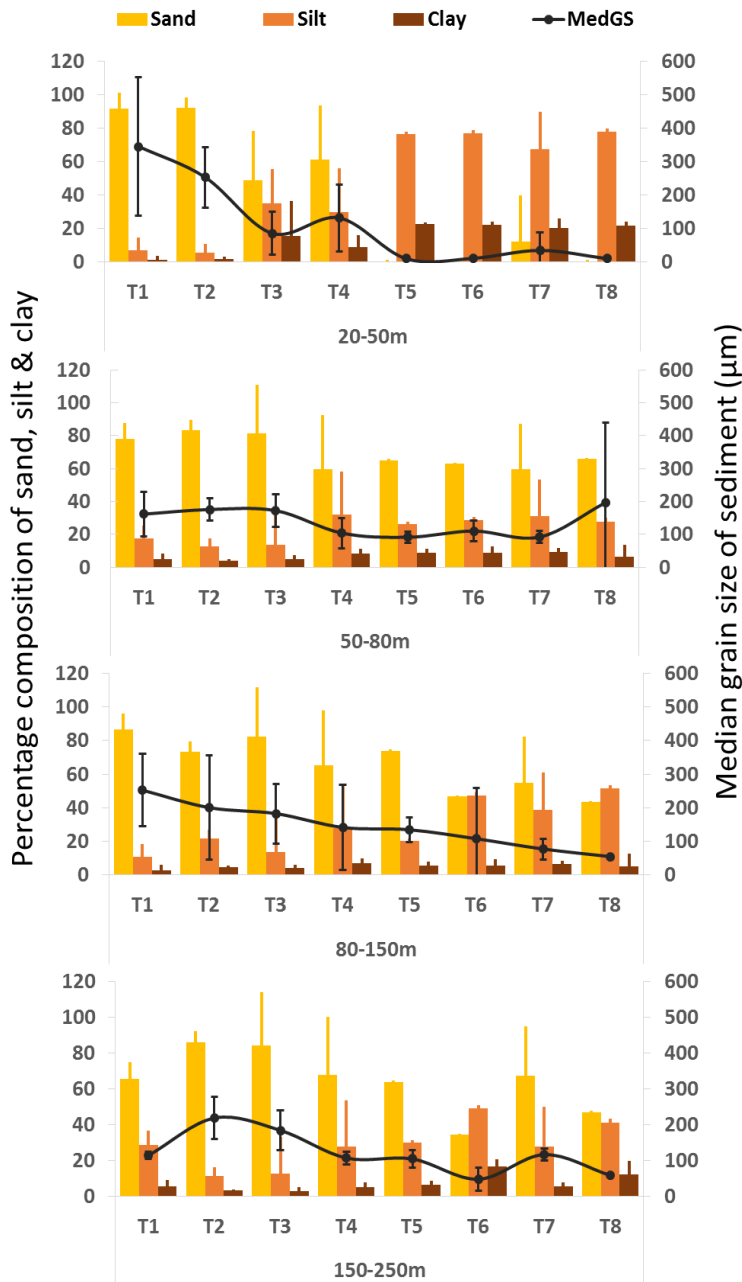 Sand Silt Clay MedGS
Percentage composition of sand, silt & clay
Median grain size of sediment (µm)
120 600
100 500
80 400
60 300
40 200
20 100
0 0
T1 T2 T3 T4 T5 T6 T7 T8
20-50m
120 600
100 500
80 400
60 300
40 200
20 100
0 0
T1 T2 T3 T4 T5 T6 T7 T8
50-80m
120 600
100 500
80 400
60 300
40 200
20 100
0 0
T1 T2 T3 T4 T5 T6 T7 T8
80-150m
120 600
100 500
80 400
60 300
40 200
20 100
0 0
T1 T2 T3 T4 T5 T6 T7 T8
150-250m